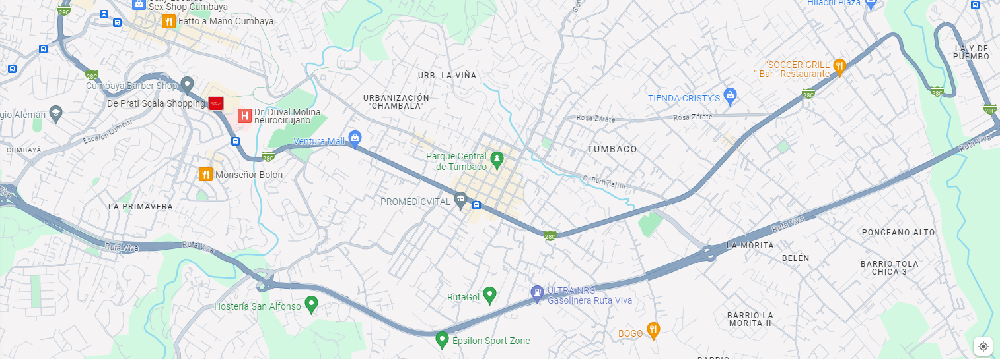 28C
Sex Shop Cumbaya
Fatto a Mano Cumbaya
Hilacril Plaza
LA Y DE
PUEMBO
"SOCCER GRILL
" Bar - Restaurante
28C
URB. LA VIÑA
Cumbaya Barber Shop
28C
28C
TIENDA CRISTY'S
URBANIZACIÓN
"CHAMBALA"
De Prati Scala Shopping
Dr. Duval Molina
neurocirujano
28C
gio Alemán
Rosa Zárate
Rosa Zárate
Escalón Lumbisí
Ventura Mall
Ruta Viva
CUMBAYÁ
TUMBACO
28C
Parque Central
de Tumbaco
Monseñor Bolón
C. Rumiñahui
PROMEDICVITAL
LA PRIMAVERA
Ruta Viva
28C
PONCEANO ALTO
Ruta Viva
Ruta Viva
LA MORITA
BELÉN
BARRIO TOLA
CHICA 3
ULTRA NRG
Gasolinera Ruta Viva
RutaGol
Hostería San Alfonso
BARRIO LA
MORITA II
BOGÖ
Epsilon Sport Zone